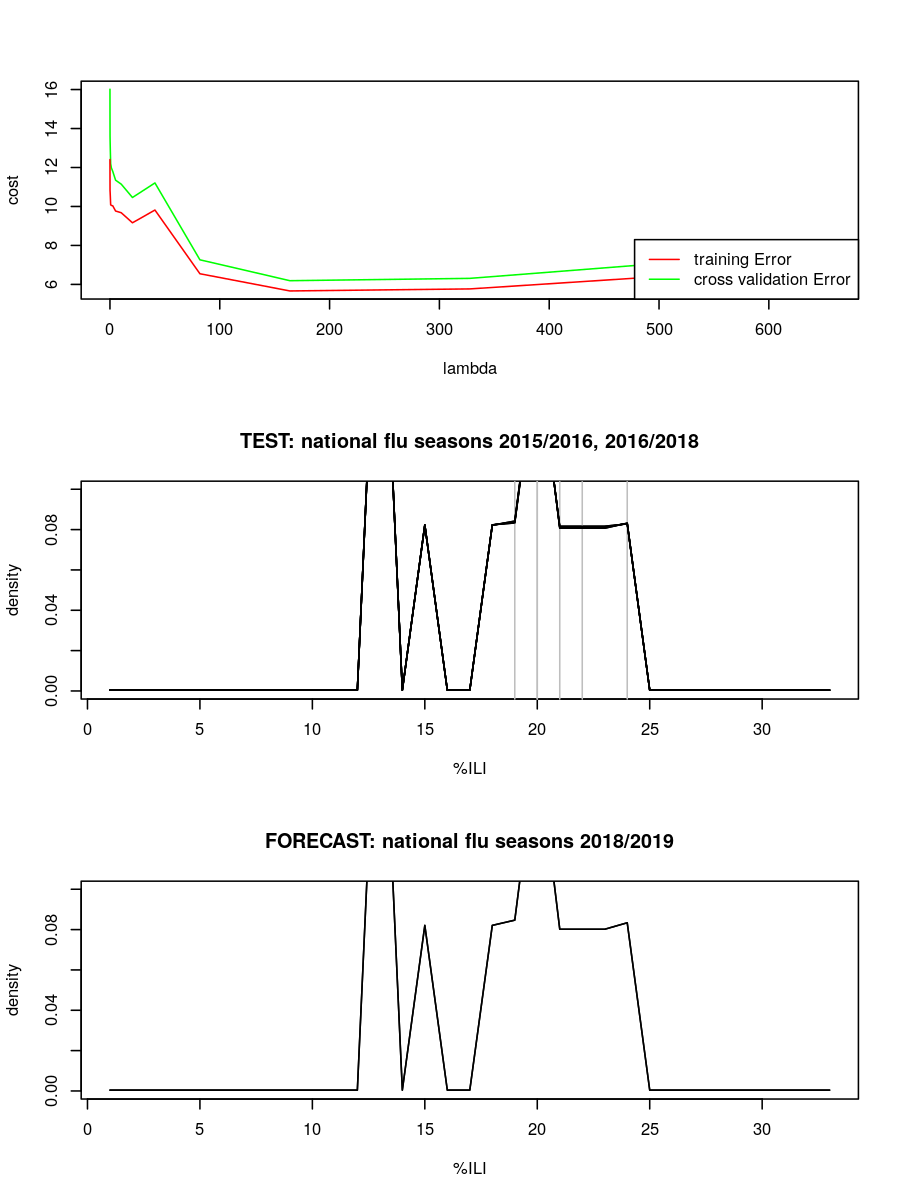 16
14
12
10
8
6
cost
training Error
cross validation Error
0 100 200 300 400 500 600
lambda
TEST: national flu seasons 2015/2016, 2016/2018
0.08
0.04
0.00
density
0 5 10 15 20 25 30
%ILI
FORECAST: national flu seasons 2018/2019
0.08
0.04
0.00
density
0 5 10 15 20 25 30
%ILI